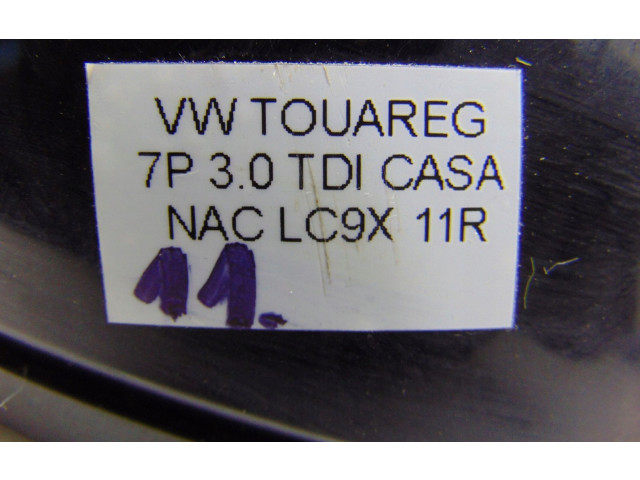 VW TOUAREG
7P 3.0 TDI CASA
NAC LC9X 11R
11.